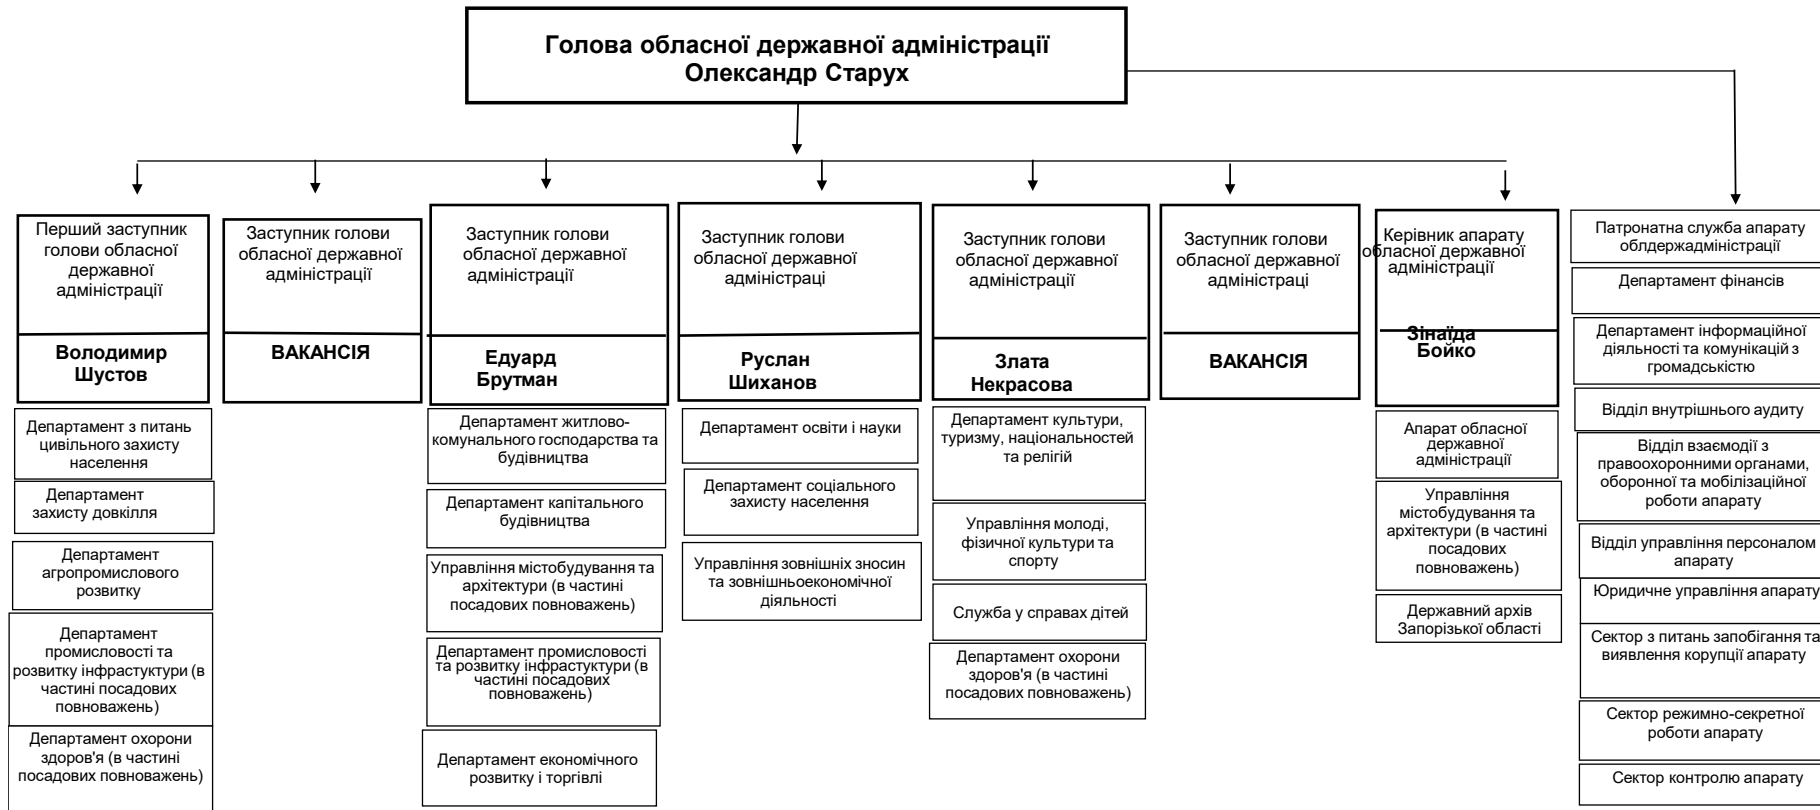 Голова обласної державної адміністрації
Олександр Старух
Перший заступник
голови обласної
державної
адміністрації
Володимир
Шустов
Департамент з питань
цивільного захисту
населення
Департамент
захисту довкілля
Департамент
агропромислового
розвитку
Департамент
промисловості та
розвитку інфрастуктури (в
частині посадових
повноважень)
Департамент охорони
здоров'я (в частині
посадових повноважень)
Заступник голови
обласної державної
адміністрації
ВАКАНСІЯ
Заступник голови
обласної державної
адміністрації
Едуард
Брутман
Департамент житлово-
комунального господарства та
будівництва
Департамент капітального
будівництва
Управління містобудування та
архітектури (в частині
посадових повноважень)
Департамент промисловості
та розвитку інфраструктури (в
частині посадових
повноважень)
Департамент економічного
розвитку і торгівлі
Заступник голови
обласної державної
адміністраці
Руслан
Шиханов
Департамент освіти і науки
Департамент соціального
захисту населення
Управління зовнішніх зносин
та зовнішньоекономічної
діяльності
Заступник голови
обласної державної
адміністрації
Злата
Некрасова
Департамент культури,
туризму, національностей
та релігій
Управління молоді,
фізичної культури та
спорту
Служба у справах дітей
Департамент охорони
здоров'я (в частині
посадових повноважень)
Заступник голови
обласної державної
адміністраці
ВАКАНСІЯ
Керівник апарату
обласної державної
адміністрації
Зінаїда
Бойко
Апарат обласної
державної
адміністрації
Управління
містобудування та
архітектури (в частині
посадових
повноважень)
Державний архів
Запорізької області
Патронатна служба апарату
облдержадміністрації
Департамент фінансів
Департамент інформаційної
діяльності та комунікацій з
громадськістю
Відділ внутрішнього аудиту
Відділ взаємодії з
правоохоронними органами,
оборонної та мобілізаційної
роботи апарату
Відділ управління персоналом
апарату
Юридичне управління апарату
Сектор з питань запобігання та
виявлення корупції апарату
Сектор режимно-секретної
роботи апарату
Сектор контролю апарату